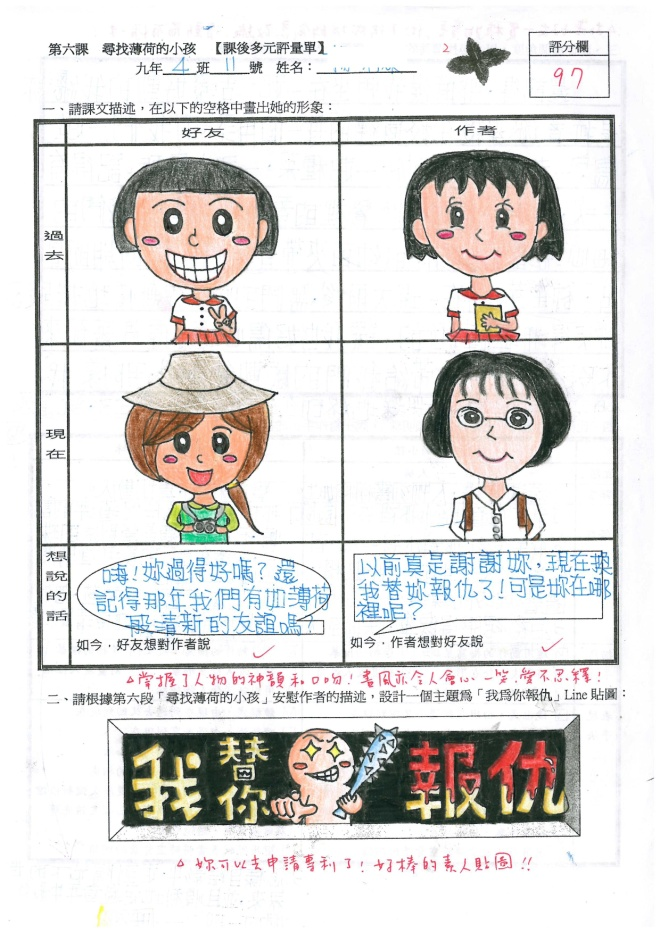 第六課 尋找薄荷的小孩 【課後多元評量單】
2
評分欄
九年 4 班 11 號 姓名：
97
一、請課文描述，在以下的空格中畫出她的形象：
好友 作者
過去
現在
想說的話
嗨！妳過得好嗎？還
記得那年我們有如薄荷
般清新的友誼嗎？
如今，好友想對作者說
以前真是謝謝妳，現在換
我替妳報仇了！可是妳在哪
裡呢？
如今，作者想對好友說
掌握了人物的神韻和口吻！畫風亦令人會心一笑、愛不忍釋！
二、請根據第六段「尋找薄荷的小孩」安慰作者的描述，設計一個主題為「我為你報仇」Line 貼圖：
我替你報仇
妳可以去申請專利了！好棒的素人貼圖!!